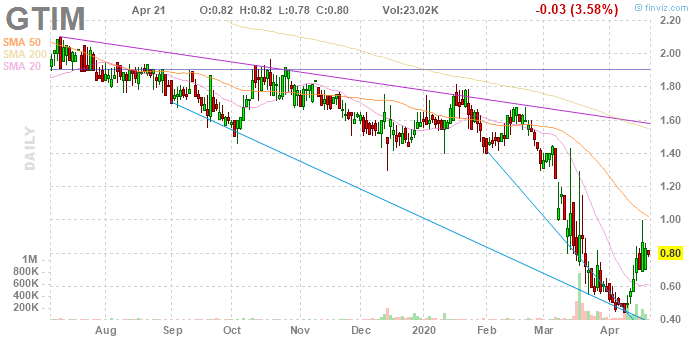 GTIM Apr 21 O:0.82 H:0.82 L:0.78 C:0.80 Vol:23.02K -0.03 (3.58%) © finviz.com
SMA 50
SMA 200
SMA 20
DAILY
2.20
2.00
1.80
1.60
1.40
1.20
1.00
0.80
0.60
0.40
1M
800K
600K
400K
200K
Aug Sep Oct Nov Dec 2020 Feb Mar Apr